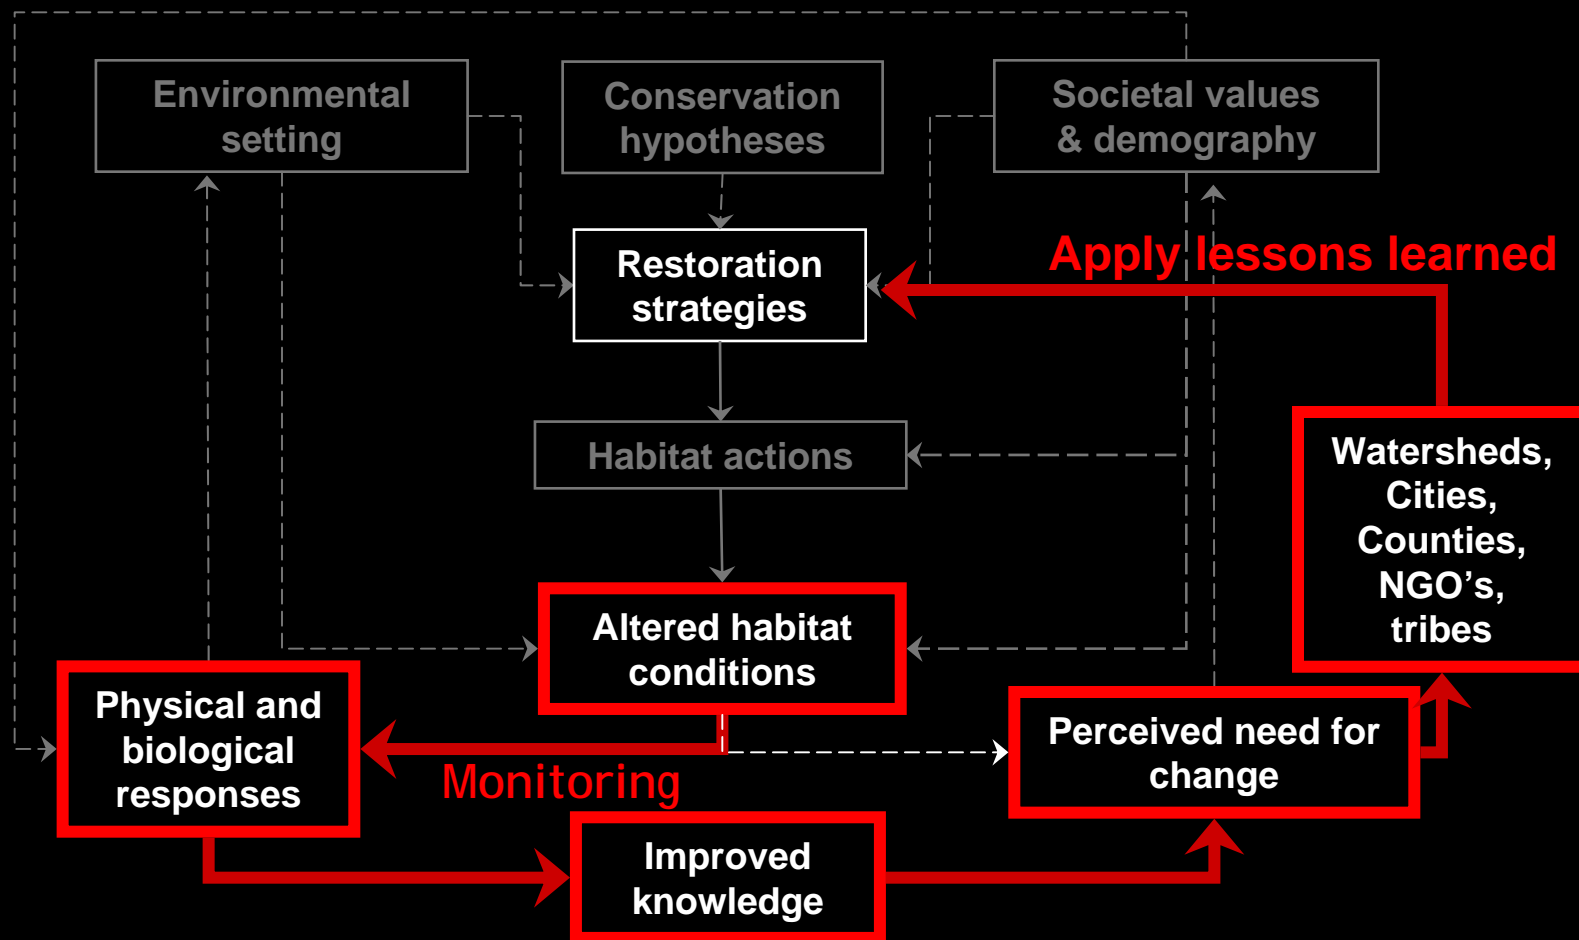 Environmental
setting
Conservation
hypotheses
Societal values
& demography
Restoration
strategies
Apply lessons learned
Habitat actions
Watersheds,
Cities,
Counties,
NGO’s,
tribes
Altered habitat
conditions
Physical and
biological
responses
Monitoring
Perceived need for
change
Improved
knowledge